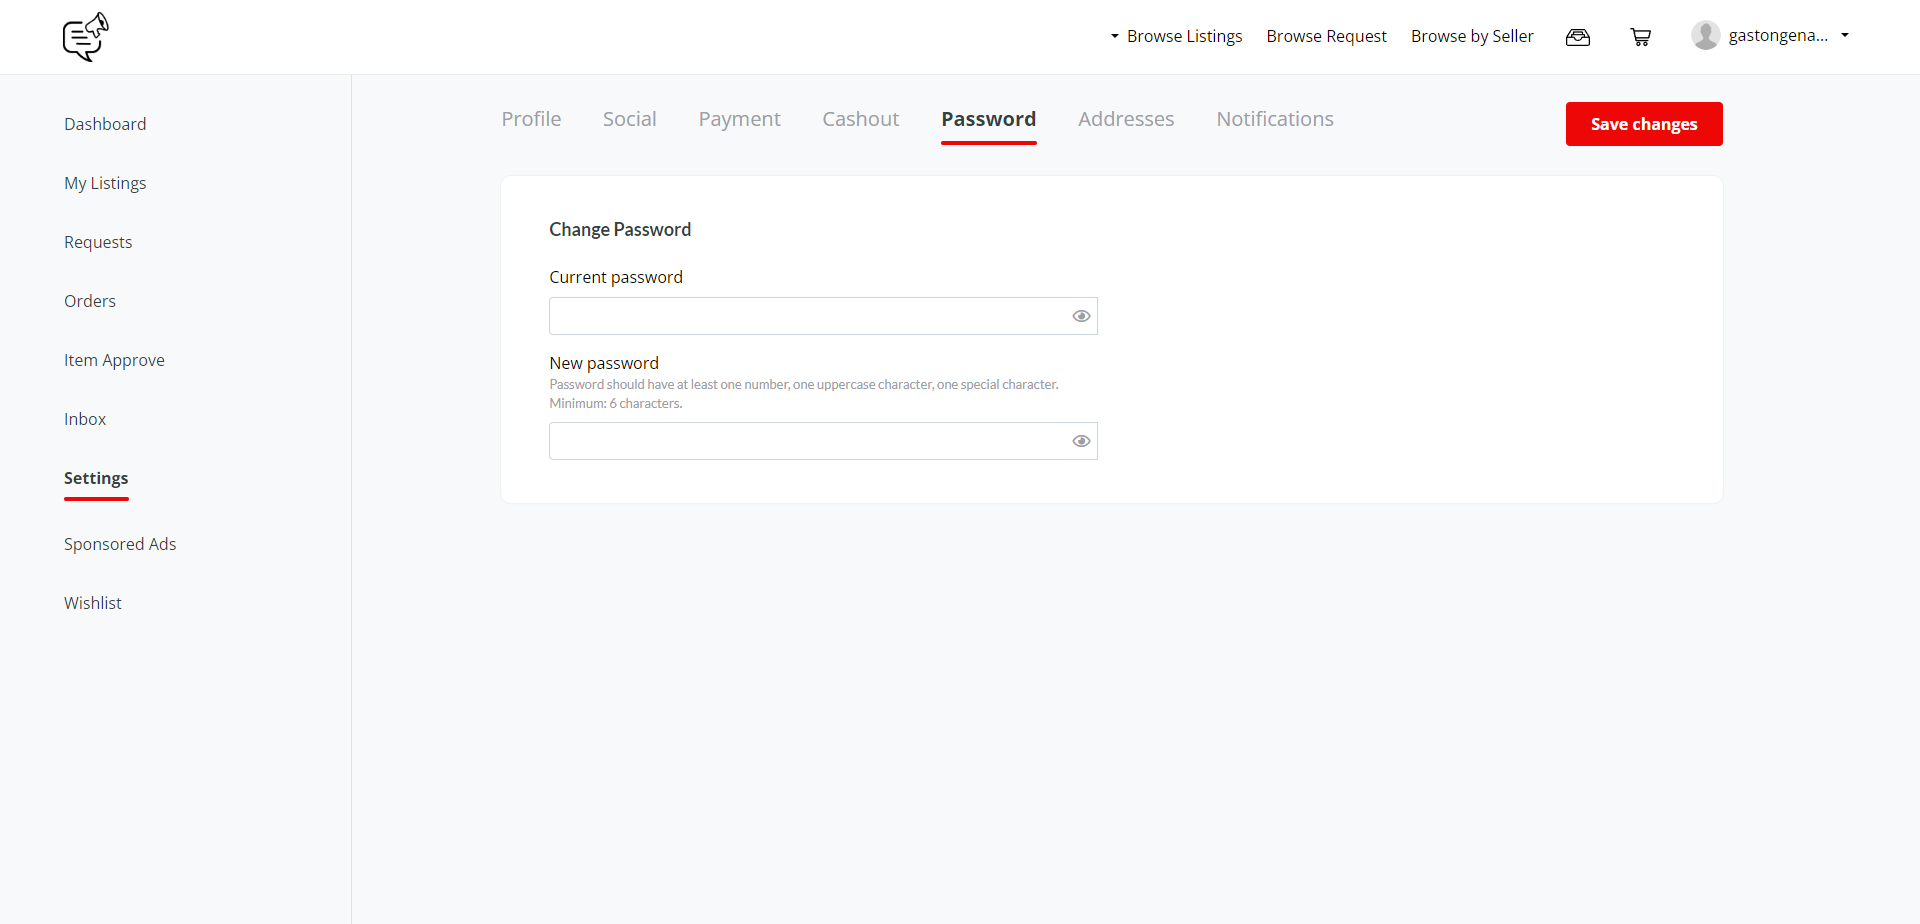 Browse Listings
Browse Request
Browse by Seller
gastongena...
Dashboard
My Listings
Requests
Orders
Item Approve
Inbox
Settings
Sponsored Ads
Wishlist
Profile
Social
Payment
Cashout
Password
Addresses
Notifications
Save changes
Change Password
Current password
New password
Password should have at least one number, one uppercase character, one special character.
Minimum: 6 characters.